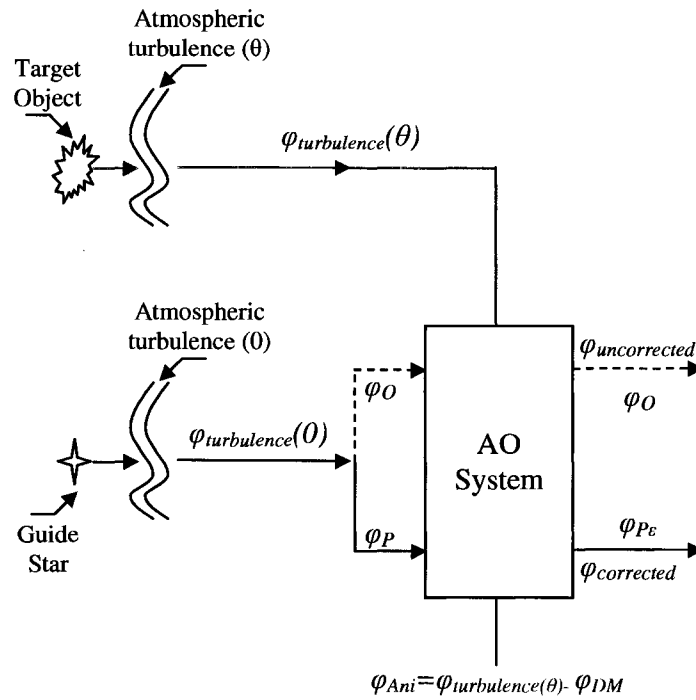 Atmospheric
turbulence (θ)
Target
Object
φturbulence(θ)
Atmospheric
turbulence (0)
φuncorrected
φO
φO
φturbulence(0)
AO
System
Guide
Star
φP
φPε
φcorrected
φAni=φturbulence(θ)- φDM